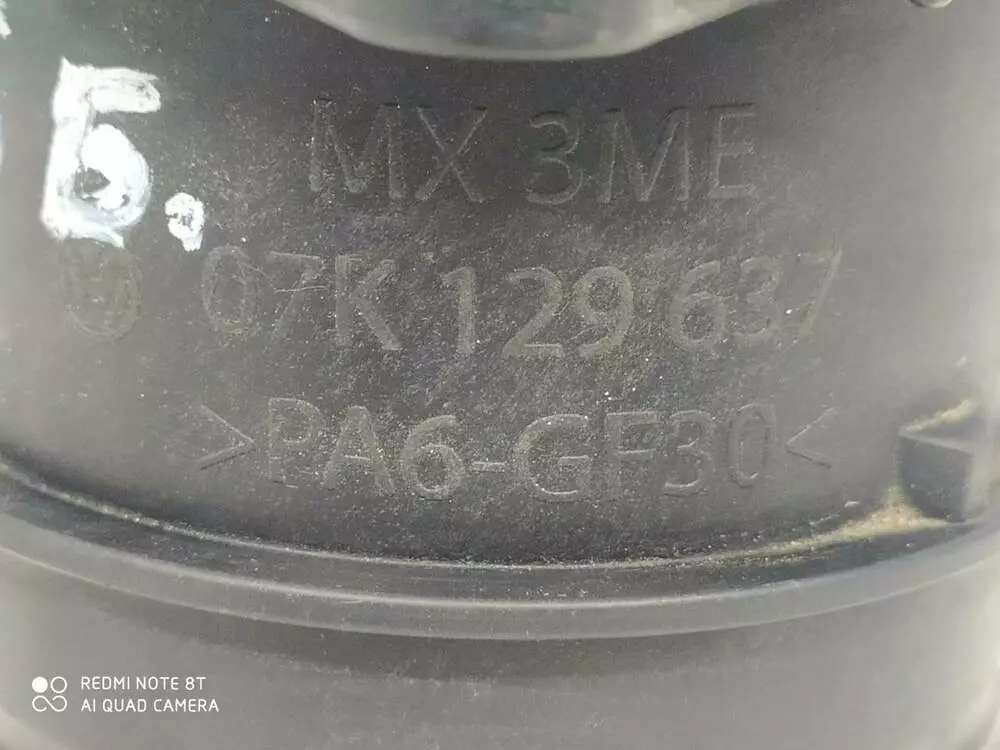 Б.
MX 3ME
07K 129 637
>PA6-GF30<
REDMI NOTE 8T
AI QUAD CAMERA